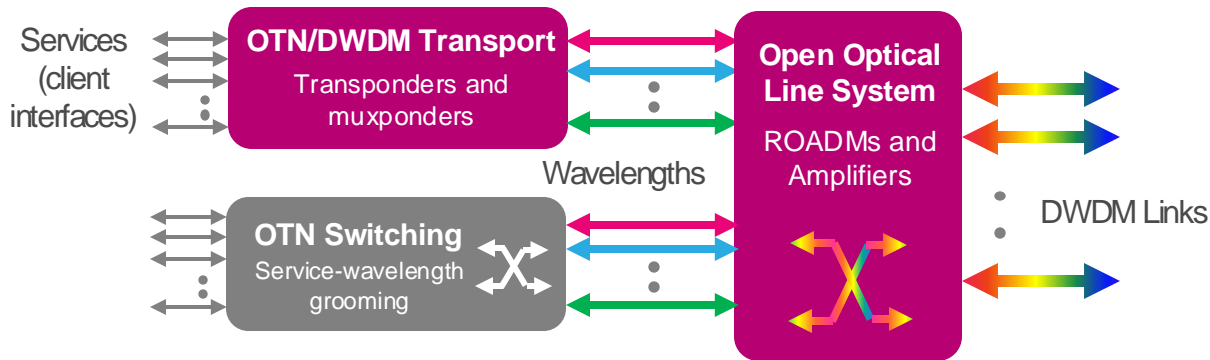 Services
(client
interfaces)
OTN/DWDM Transport
Transponders and
muxponders
Open Optical
Line System
ROADMs and
Amplifiers
Wavelengths
DWDM Links
OTN Switching
Service-wavelength
grooming